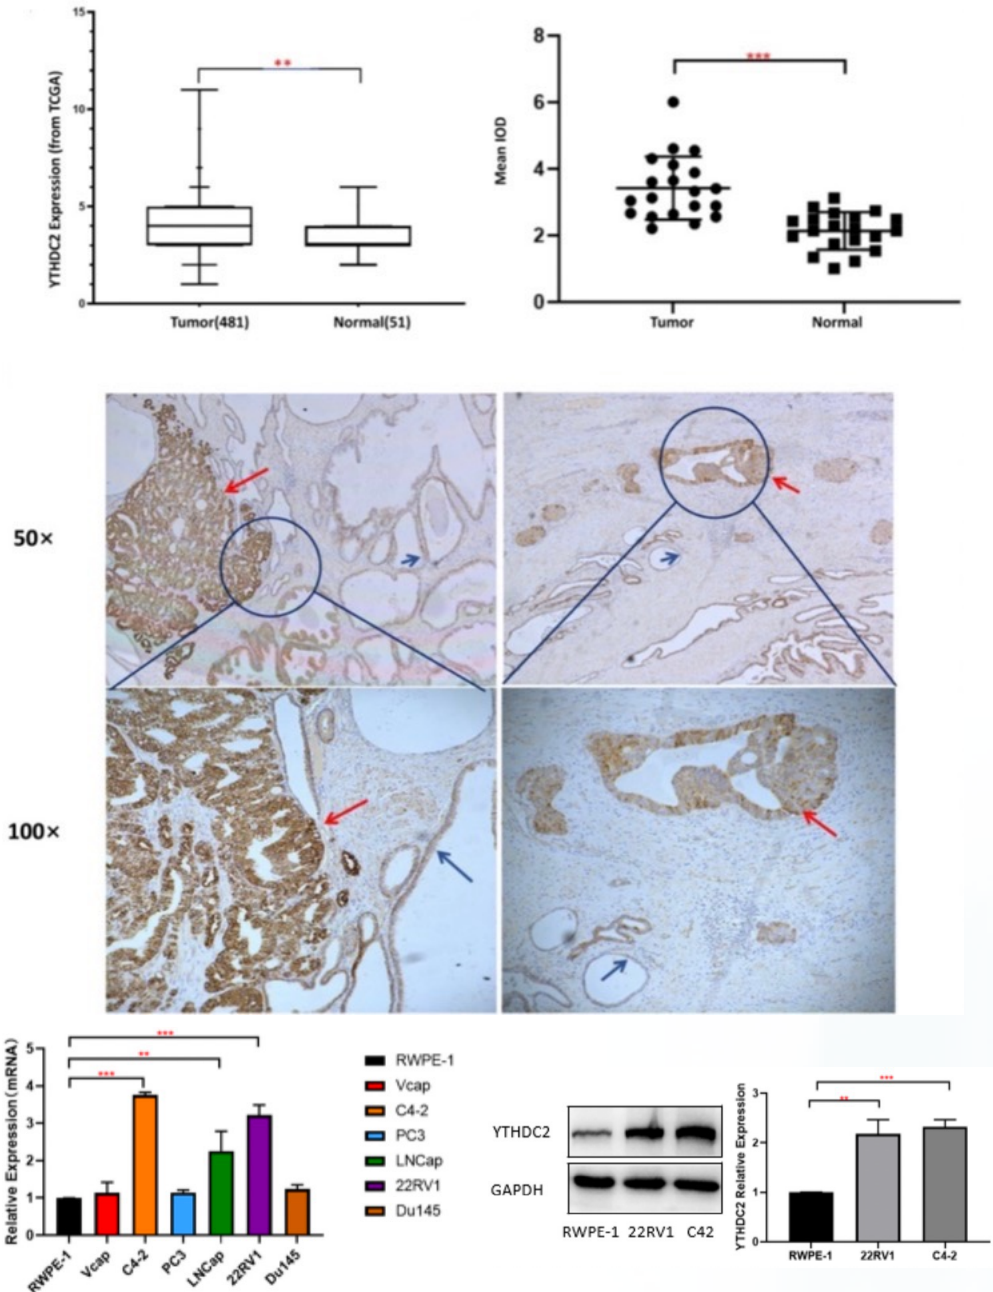 YTHDC2 Expression (from TCGA)
15
10
5
0
**
Tumor(481)
Normal(51)
Mean IOD
8
6
4
2
0
***
Tumor
Normal
50×
100×
Relative Expression(mRNA)
5
4
3
2
1
0
***
**
***
RWPE-1
Vcap
C4-2
PC3
LNCap
22RV1
Du145
RWPE-1
Vcap
C4-2
PC3
LNCap
22RV1
Du145
YTHDC2
GAPDH
RWPE-1 22RV1 C42
YTHDC2 Relative Expression
3
2
1
0
***
**
RWPE-1
22RV1
C4-2